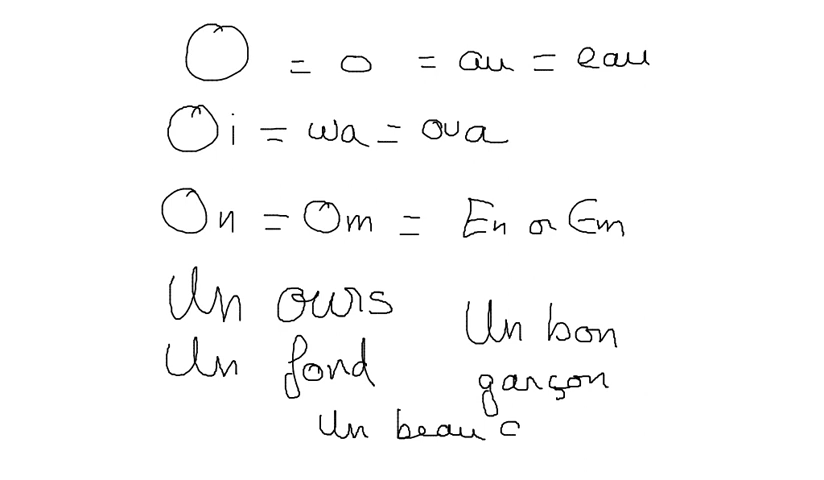 O = o = au = eau
Oi = wa = oua
On = Om = En or Em
Un ours
Un fond
Un bon
garçon
Un beau c